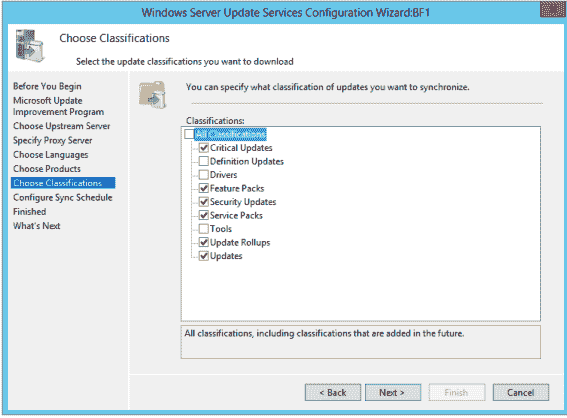 Windows Server Update Services Configuration Wizard:BF1
Choose Classifications
Select the update classifications you want to download
Before You Begin
Microsoft Update
Improvement Program
Choose Upstream Server
Specify Proxy Server
Choose Languages
Choose Products
Choose Classifications
Configure Sync Schedule
Finished
What's Next
You can specify what classification of updates you want to synchronize.
Classifications:
All Classifications
Critical Updates
Definition Updates
Drivers
Feature Packs
Security Updates
Service Packs
Tools
Update Rollups
Updates
All classifications, including classifications that are added in the future.
< Back
Next >
Finish
Cancel